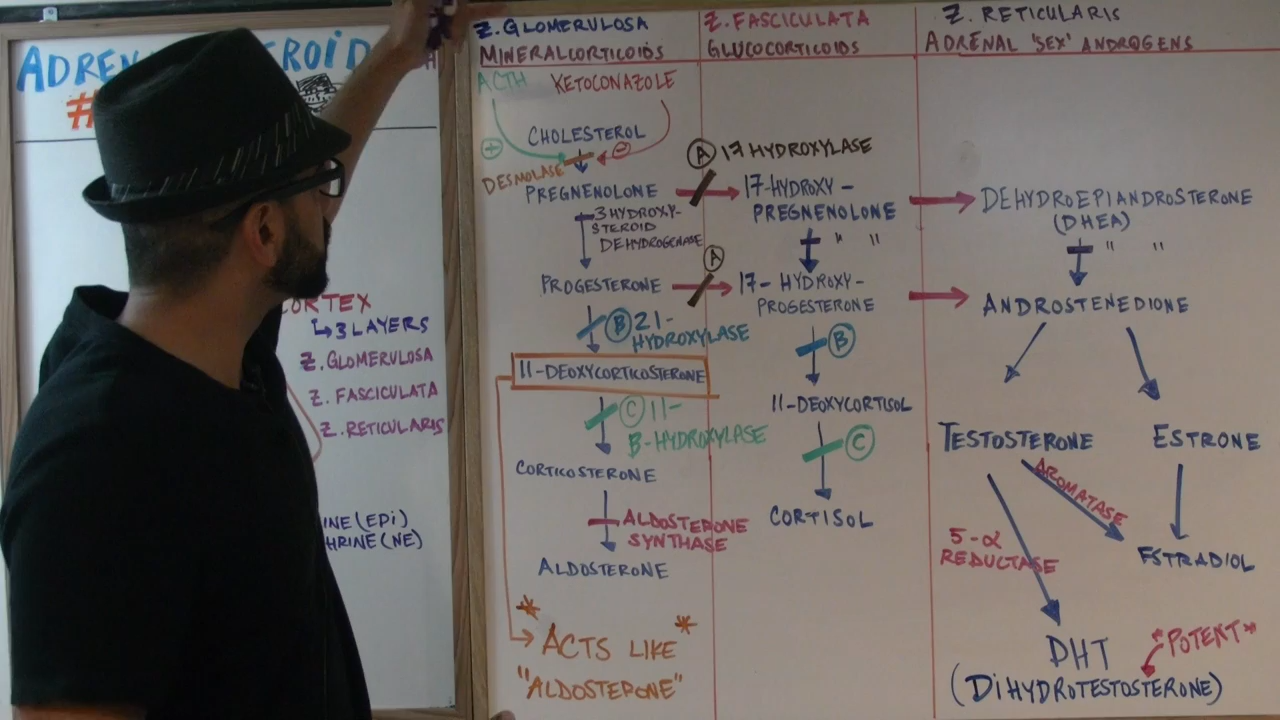 #
CORTEX
↳3 LAYERS
Z. GLOMERULOSA
Z. FASCICULATA
Z. RETICULARIS
INE (EPI)
HRINE (NE)
Z. GLOMERULOSA
MINERALCORTICOIDS
ACTH KETOCONAZOLE
CHOLESTEROL
+
-
DESMOLASE
PREGNENOLONE
3 HYDROXY-
STEROID
DEHYDROGENASE
PROGESTERONE
B 21-
HYDROXYLASE
11-DEOXYCORTICOSTERONE
C 11-
B-HYDROXYLASE
CORTICOSTERONE
ALDOSTERONE
SYNTHASE
ALDOSTERONE
* ACTS LIKE *
"ALDOSTERONE"
Z. FASCICULATA
GLUCOCORTICOIDS
A 17 HYDROXYLASE
17-HYDROXY-
PREGNENOLONE
" "
A
17-HYDROXY-
PROGESTERONE
B
11-DEOXYCORTISOL
C
CORTISOL
Z. RETICULARIS
ADRENAL 'SEX' ANDROGENS
DEHYDROEPIANDROSTERONE
(DHEA)
" "
ANDROSTENEDIONE
TESTOSTERONE ESTRONE
AROMATASE
5-α
REDUCTASE
ESTRADIOL
DHT
"POTENT"
(DIHYDROTESTOSTERONE)